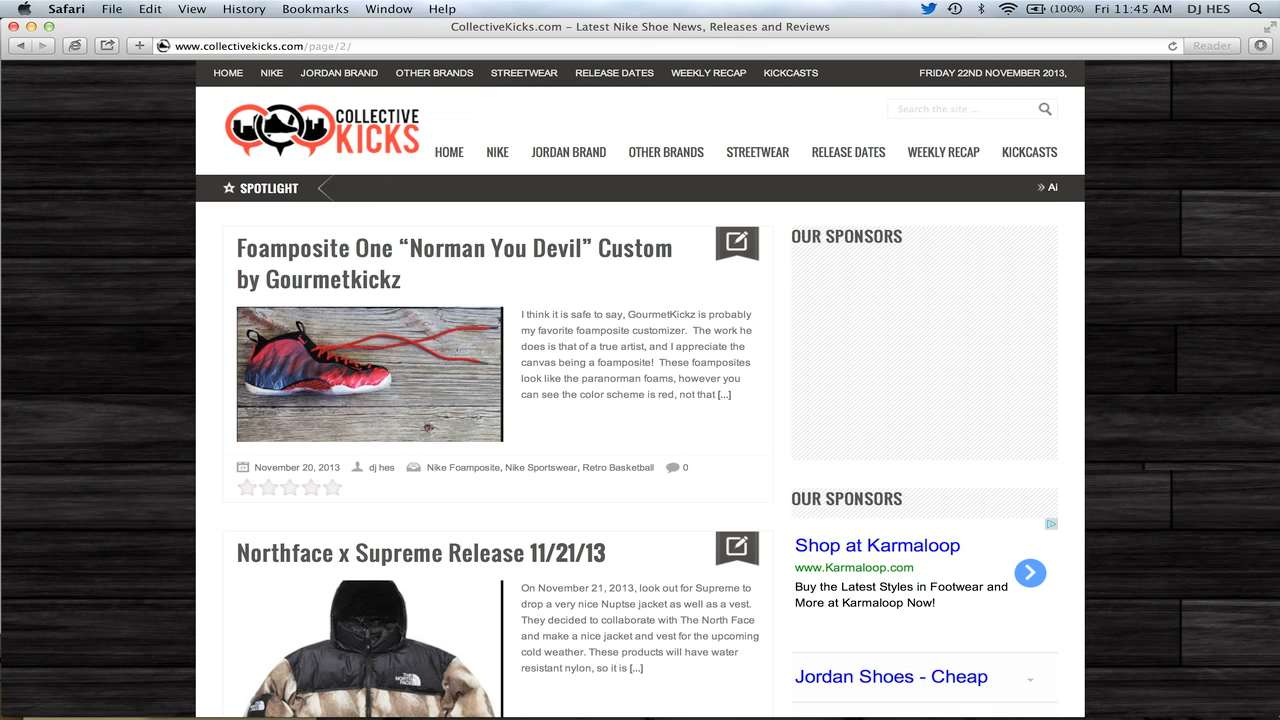 Safari File Edit View History Bookmarks Window Help (100%) Fri 11:45 AM DJ HES
CollectiveKicks.com – Latest Nike Shoe News, Releases and Reviews
www.collectivekicks.com/page/2/ Reader
HOME NIKE JORDAN BRAND OTHER BRANDS STREETWEAR RELEASE DATES WEEKLY RECAP KICKCASTS FRIDAY 22ND NOVEMBER 2013,
Search the site ...
COLLECTIVE
KICKS
HOME NIKE JORDAN BRAND OTHER BRANDS STREETWEAR RELEASE DATES WEEKLY RECAP KICKCASTS
SPOTLIGHT » Ai
Foamposite One “Norman You Devil” Custom
by Gourmetkickz
I think it is safe to say, GourmetKickz is probably
my favorite foamposite customizer. The work he
does is that of a true artist, and I appreciate the
canvas being a foamposite! These foamposites
look like the paranorman foams, however you
can see the color scheme is red, not that [...]
November 20, 2013 dj hes Nike Foamposite, Nike Sportswear, Retro Basketball 0
Northface x Supreme Release 11/21/13
On November 21, 2013, look out for Supreme to
drop a very nice Nuptse jacket as well as a vest.
They decided to collaborate with The North Face
and make a nice jacket and vest for the upcoming
cold weather. These products will have water
resistant nylon, so it is [...]
THE
NORTH
FACE
OUR SPONSORS
OUR SPONSORS
Shop at Karmaloop
www.Karmaloop.com
Buy the Latest Styles in Footwear and
More at Karmaloop Now!
Jordan Shoes - Cheap